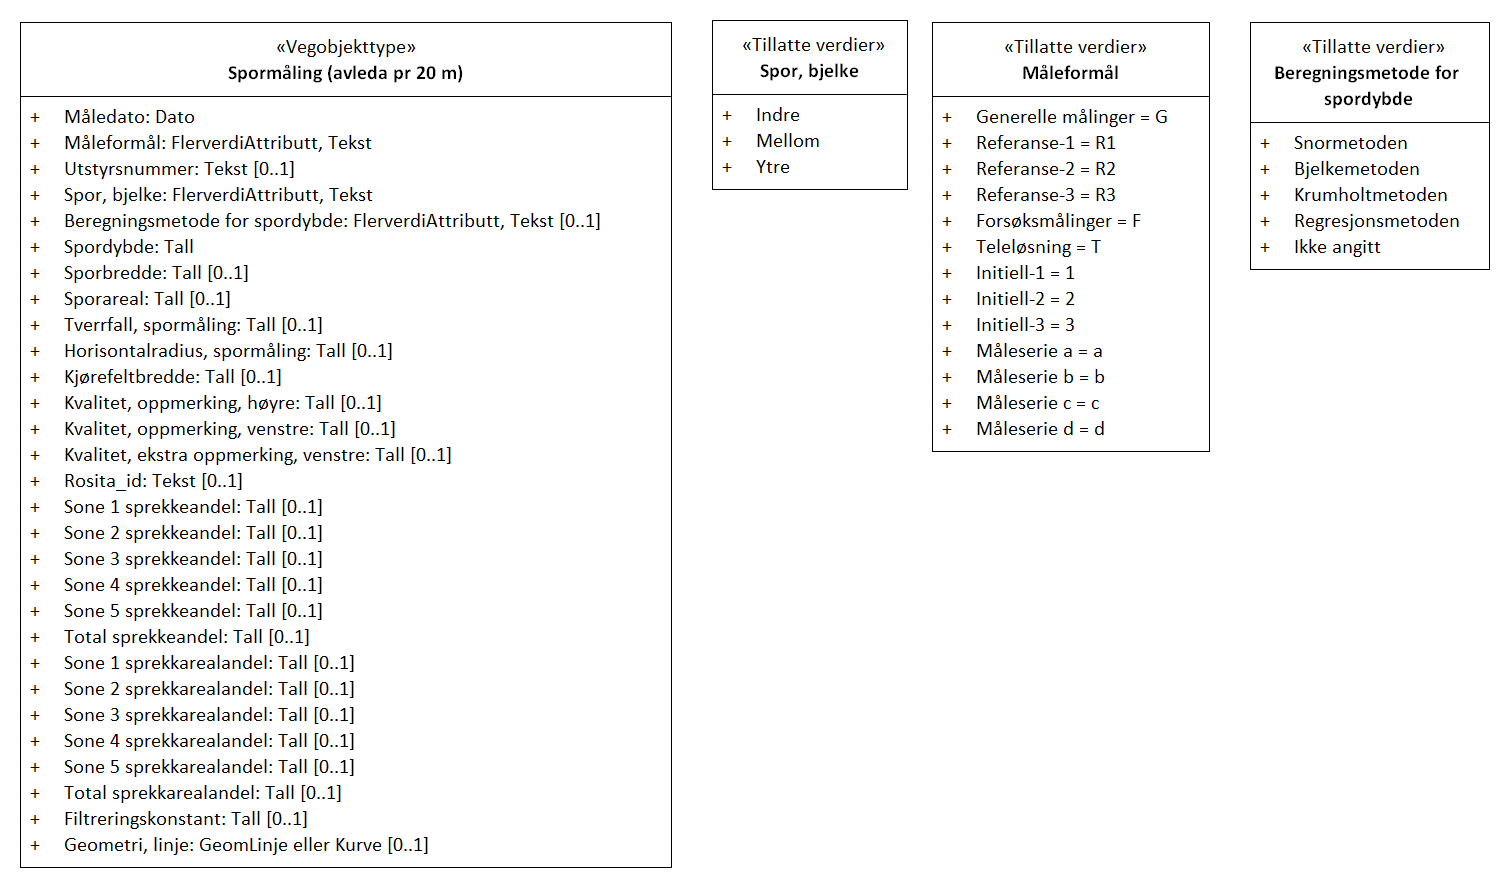 «Vegobjekttype»
Spormåling (avleda pr 20 m)
+ Måledato: Dato
+ Måleformål: FlerverdiAttributt, Tekst
+ Utstyrsnummer: Tekst [0..1]
+ Spor, bjelke: FlerverdiAttributt, Tekst
+ Beregningsmetode for spordybde: FlerverdiAttributt, Tekst [0..1]
+ Spordybde: Tall
+ Sporbredde: Tall [0..1]
+ Sporareal: Tall [0..1]
+ Tverrfall, spormåling: Tall [0..1]
+ Horisontalradius, spormåling: Tall [0..1]
+ Kjørefeltbredde: Tall [0..1]
+ Kvalitet, oppmerking, høyre: Tall [0..1]
+ Kvalitet, oppmerking, venstre: Tall [0..1]
+ Kvalitet, ekstra oppmerking, venstre: Tall [0..1]
+ Rosita_id: Tekst [0..1]
+ Sone 1 sprekkeandel: Tall [0..1]
+ Sone 2 sprekkeandel: Tall [0..1]
+ Sone 3 sprekkeandel: Tall [0..1]
+ Sone 4 sprekkeandel: Tall [0..1]
+ Sone 5 sprekkeandel: Tall [0..1]
+ Total sprekkeandel: Tall [0..1]
+ Sone 1 sprekkarealandel: Tall [0..1]
+ Sone 2 sprekkarealandel: Tall [0..1]
+ Sone 3 sprekkarealandel: Tall [0..1]
+ Sone 4 sprekkarealandel: Tall [0..1]
+ Sone 5 sprekkarealandel: Tall [0..1]
+ Total sprekkarealandel: Tall [0..1]
+ Filtreringskonstant: Tall [0..1]
+ Geometri, linje: GeomLinje eller Kurve [0..1]
«Tillatte verdier»
Spor, bjelke
+ Indre
+ Mellom
+ Ytre
«Tillatte verdier»
Måleformål
+ Generelle målinger = G
+ Referanse-1 = R1
+ Referanse-2 = R2
+ Referanse-3 = R3
+ Forsøksmålinger = F
+ Teleløsning = T
+ Initiell-1 = 1
+ Initiell-2 = 2
+ Initiell-3 = 3
+ Måleserie a = a
+ Måleserie b = b
+ Måleserie c = c
+ Måleserie d = d
«Tillatte verdier»
Beregningsmetode for
spordybde
+ Snormetoden
+ Bjelkemetoden
+ Krumholtmetoden
+ Regresjonsmetoden
+ Ikke angitt